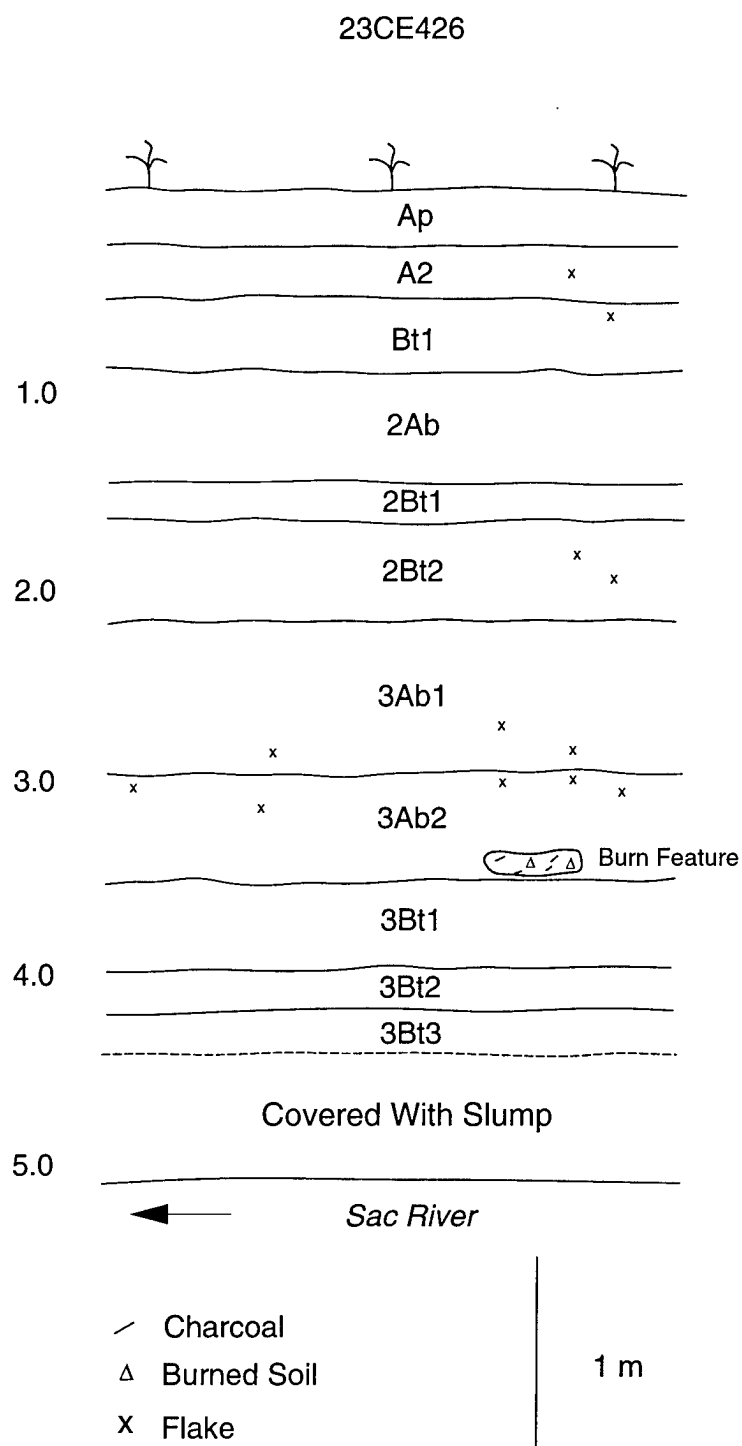 23CE426
Ap
A2
x
x
Bt1
1.0
2Ab
2Bt1
2Bt2
x
x
2.0
3Ab1
x
x
x
3.0
x
x
x
x
x
3Ab2
Burn Feature
3Bt1
4.0
3Bt2
3Bt3
Covered With Slump
5.0
Sac River
Charcoal
Burned Soil
x Flake
1 m